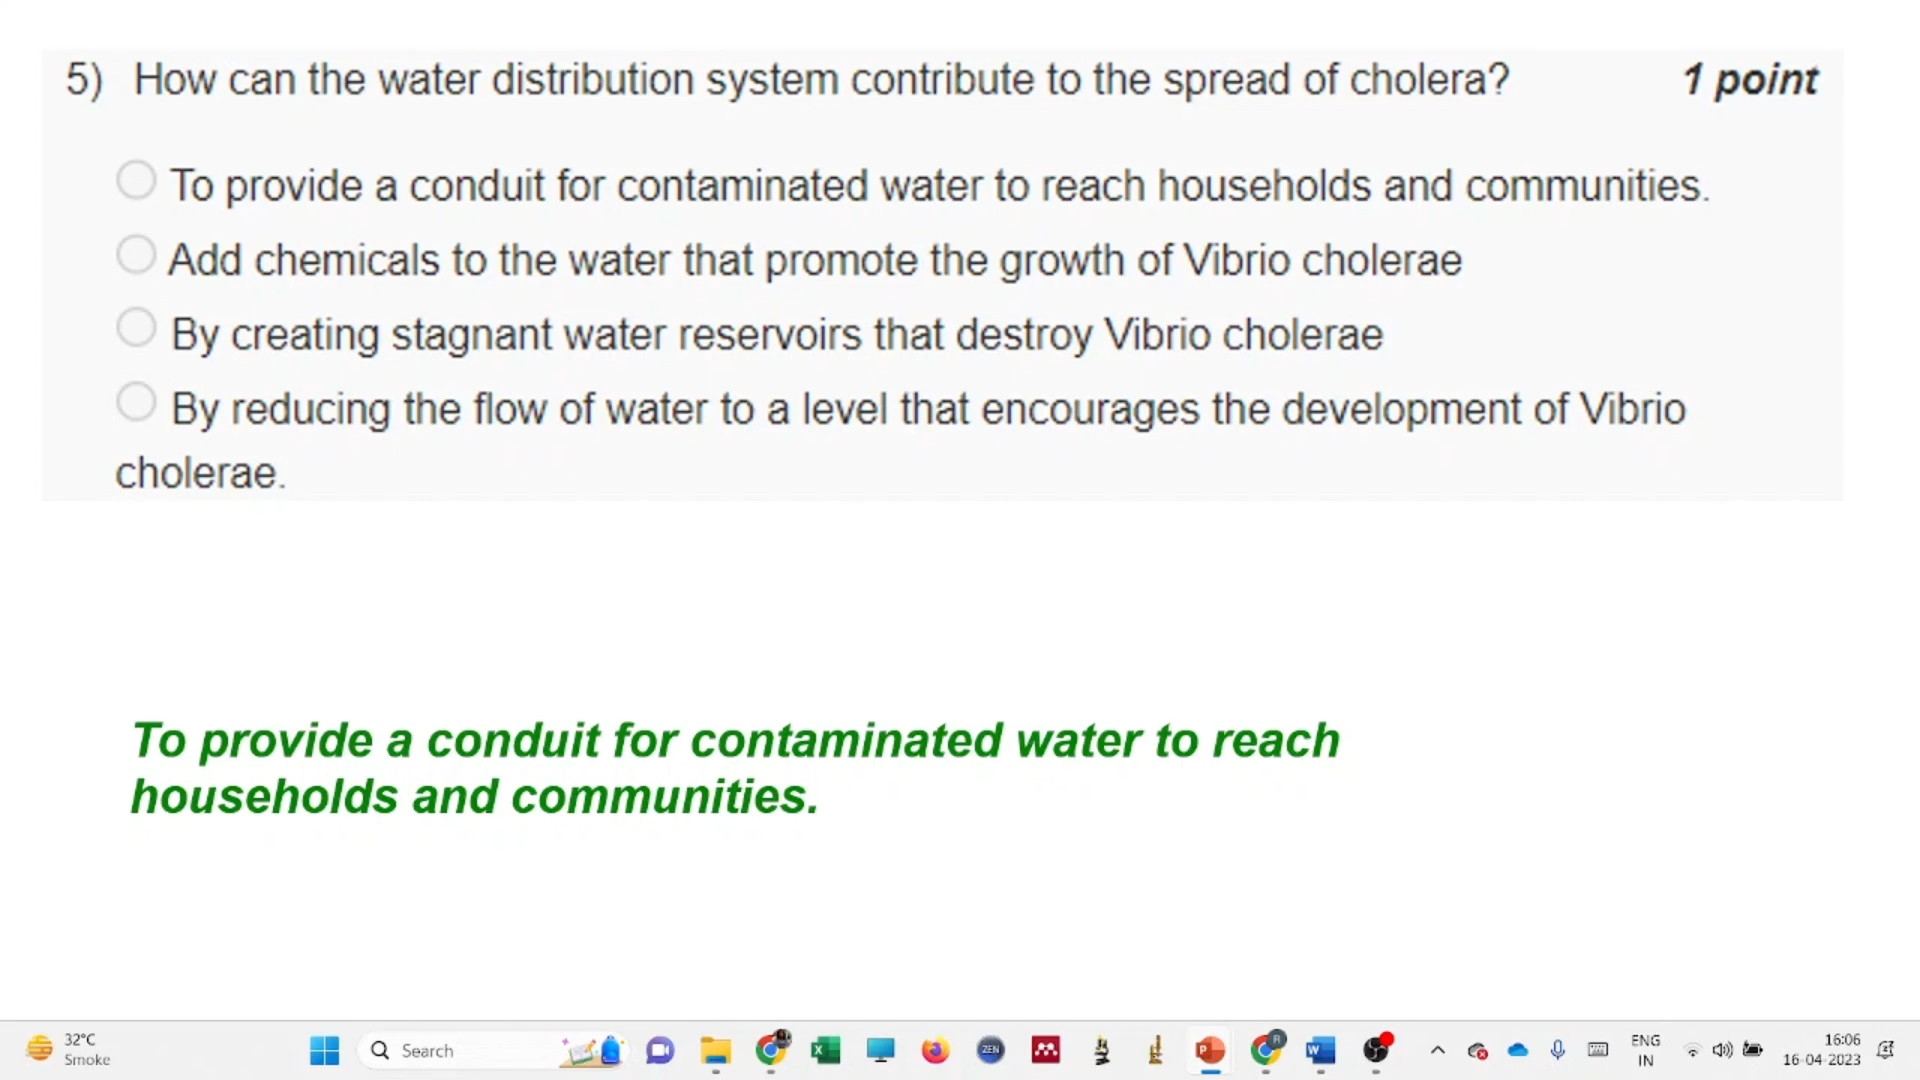 5) How can the water distribution system contribute to the spread of cholera? 1 point
To provide a conduit for contaminated water to reach households and communities.
Add chemicals to the water that promote the growth of Vibrio cholerae
By creating stagnant water reservoirs that destroy Vibrio cholerae
By reducing the flow of water to a level that encourages the development of Vibrio
cholerae.
To provide a conduit for contaminated water to reach
households and communities.
32°C
Smoke
Search
ZEN
ENG
IN
16:06
16-04-2023